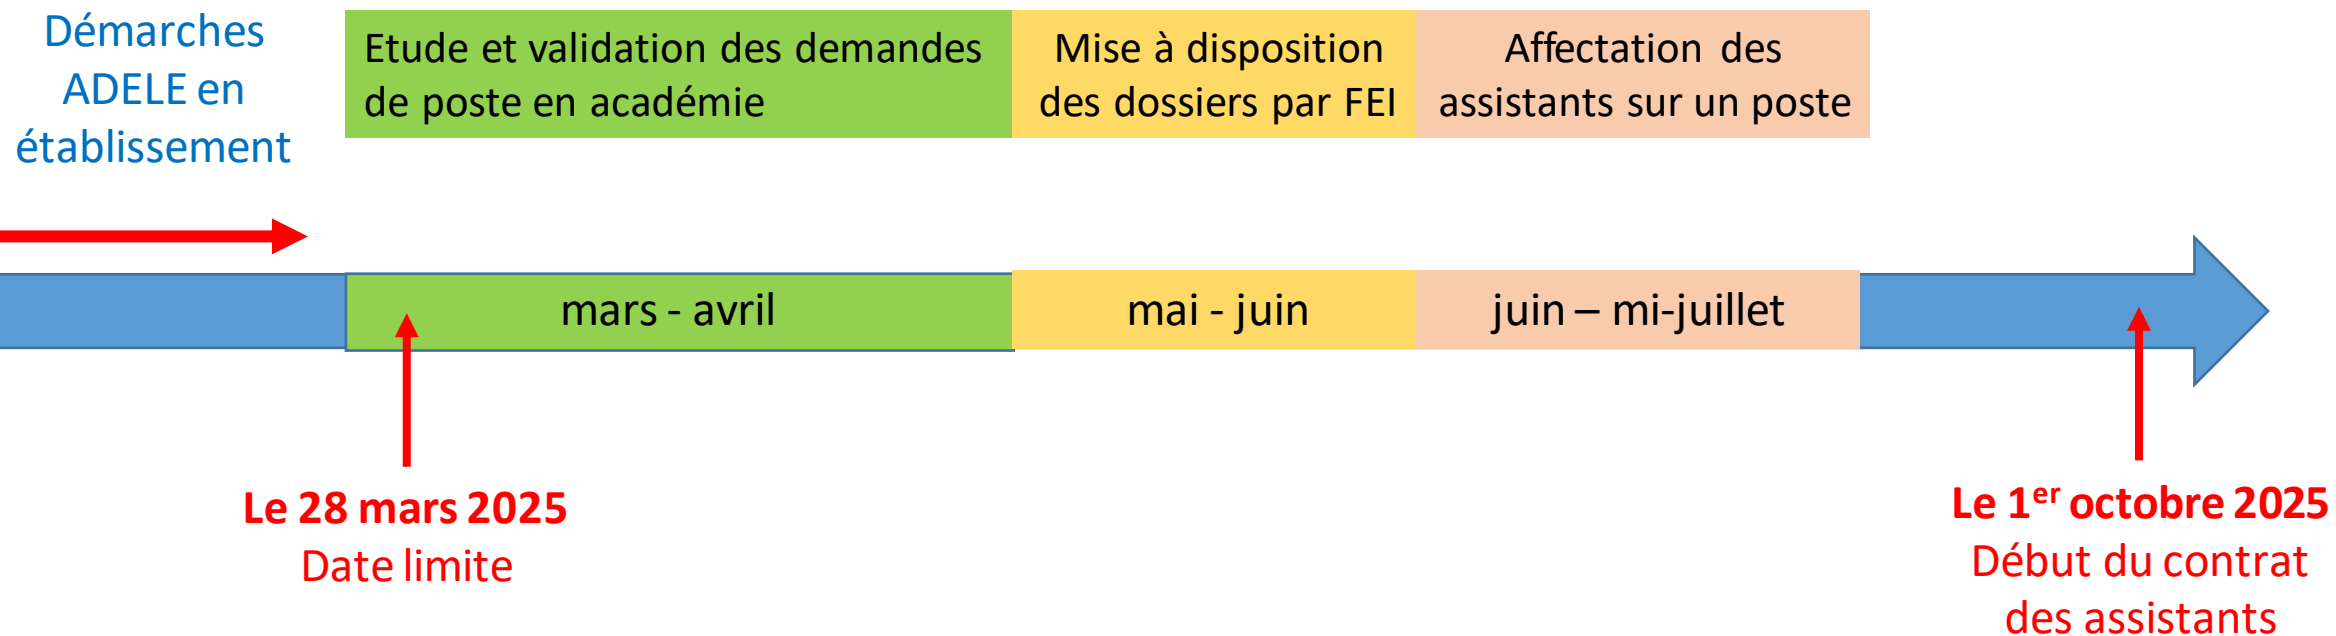 Démarches
ADELE en
établissement
Etude et validation des demandes
de poste en académie
Mise à disposition
des dossiers par FEI
Affectation des
assistants sur un poste
mars - avril
mai - juin
juin – mi-juillet
Le 28 mars 2025
Date limite
Le 1er octobre 2025
Début du contrat
des assistants